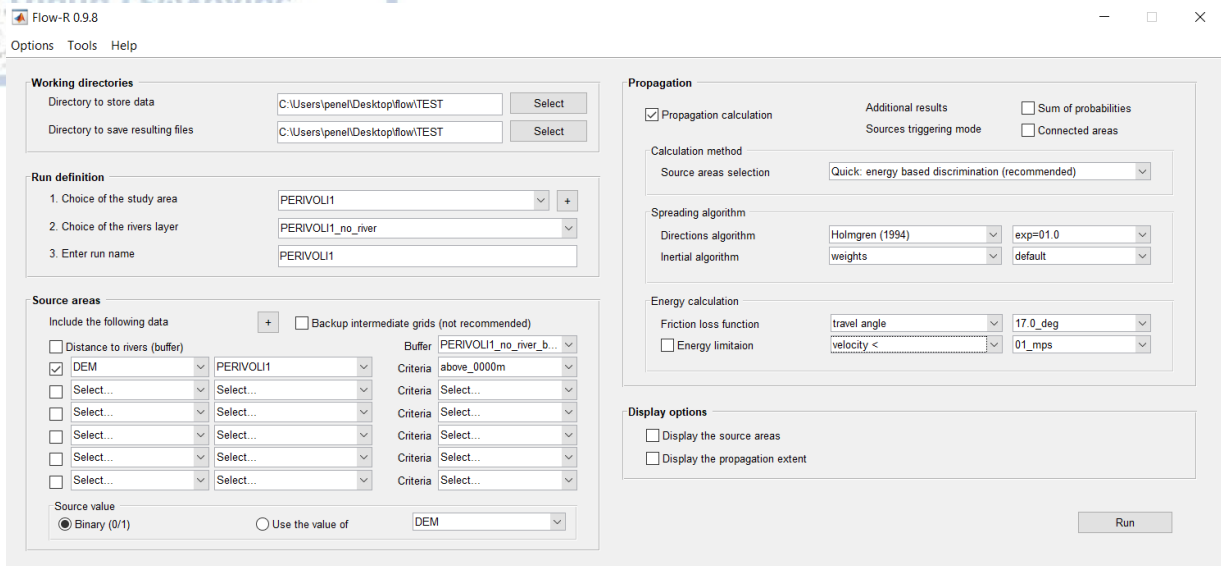 Flow-R 0.9.8
Options Tools Help
Working directories
Directory to store data C:\Users\penel\Desktop\flow\TEST Select
Directory to save resulting files C:\Users\penel\Desktop\flow\TEST Select
Run definition
1. Choice of the study area PERIVOLI1 +
2. Choice of the rivers layer PERIVOLI1_no_river
3. Enter run name PERIVOLI1
Source areas
Include the following data + Backup intermediate grids (not recommended)
Distance to rivers (buffer) Buffer PERIVOLI1_no_river_b...
DEM PERIVOLI1 Criteria above_0000m
Select... Select... Criteria Select...
Select... Select... Criteria Select...
Select... Select... Criteria Select...
Select... Select... Criteria Select...
Select... Select... Criteria Select...
Source value
Binary (0/1) Use the value of DEM
Propagation
Propagation calculation Additional results Sum of probabilities
Sources triggering mode Connected areas
Calculation method
Source areas selection Quick: energy based discrimination (recommended)
Spreading algorithm
Directions algorithm Holmgren (1994) exp=01.0
Inertial algorithm weights default
Energy calculation
Friction loss function travel angle 17.0_deg
Energy limitaion velocity < 01_mps
Display options
Display the source areas
Display the propagation extent
Run